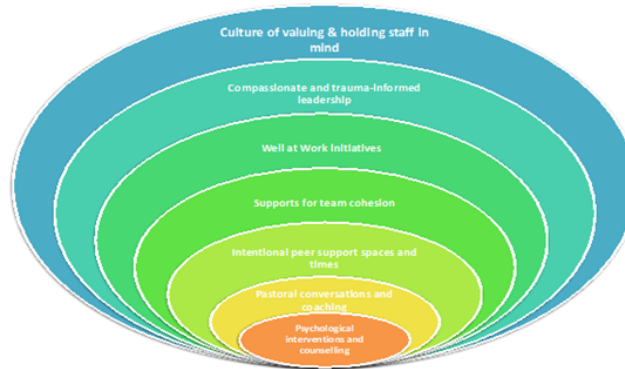 Culture of valuing & holding staff in
mind
Compassionate and trauma-informed
leadership
Well at Work initiatives
Supports for team cohesion
Intentional peer support spaces and
times
Pastoral conversations and
coaching
Psychological
interventions and
counselling